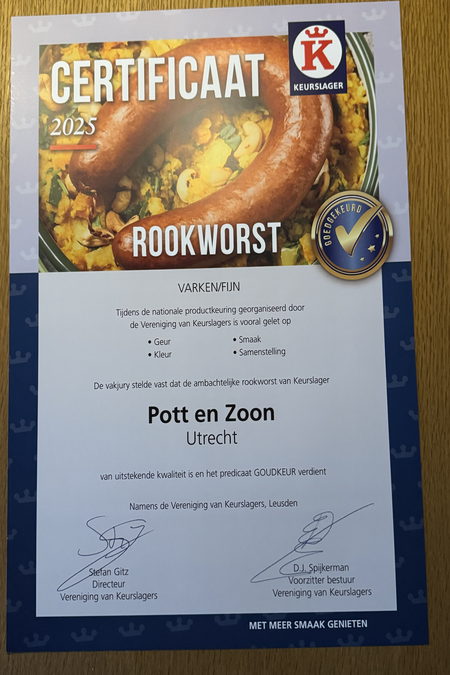 CERTIFICAAT
2025
K
KEURSLAGER
ROOKWORST
GOEDGEKEURD
VARKEN/FIJN
Tijdens de nationale productkeuring georganiseerd door
de Vereniging van Keurslagers is vooral gelet op
• Geur
• Kleur
• Smaak
• Samenstelling
De vakjury stelde vast dat de ambachtelijke rookworst van Keurslager
Pott en Zoon
Utrecht
van uitstekende kwaliteit is en het predicaat GOUDKEUR verdient
Namens de Vereniging van Keurslagers, Leusden
Stefan Gitz
Directeur
Vereniging van Keurslagers
D.J. Spijkerman
Voorzitter bestuur
Vereniging van Keurslagers
MET MEER SMAAK GENIETEN